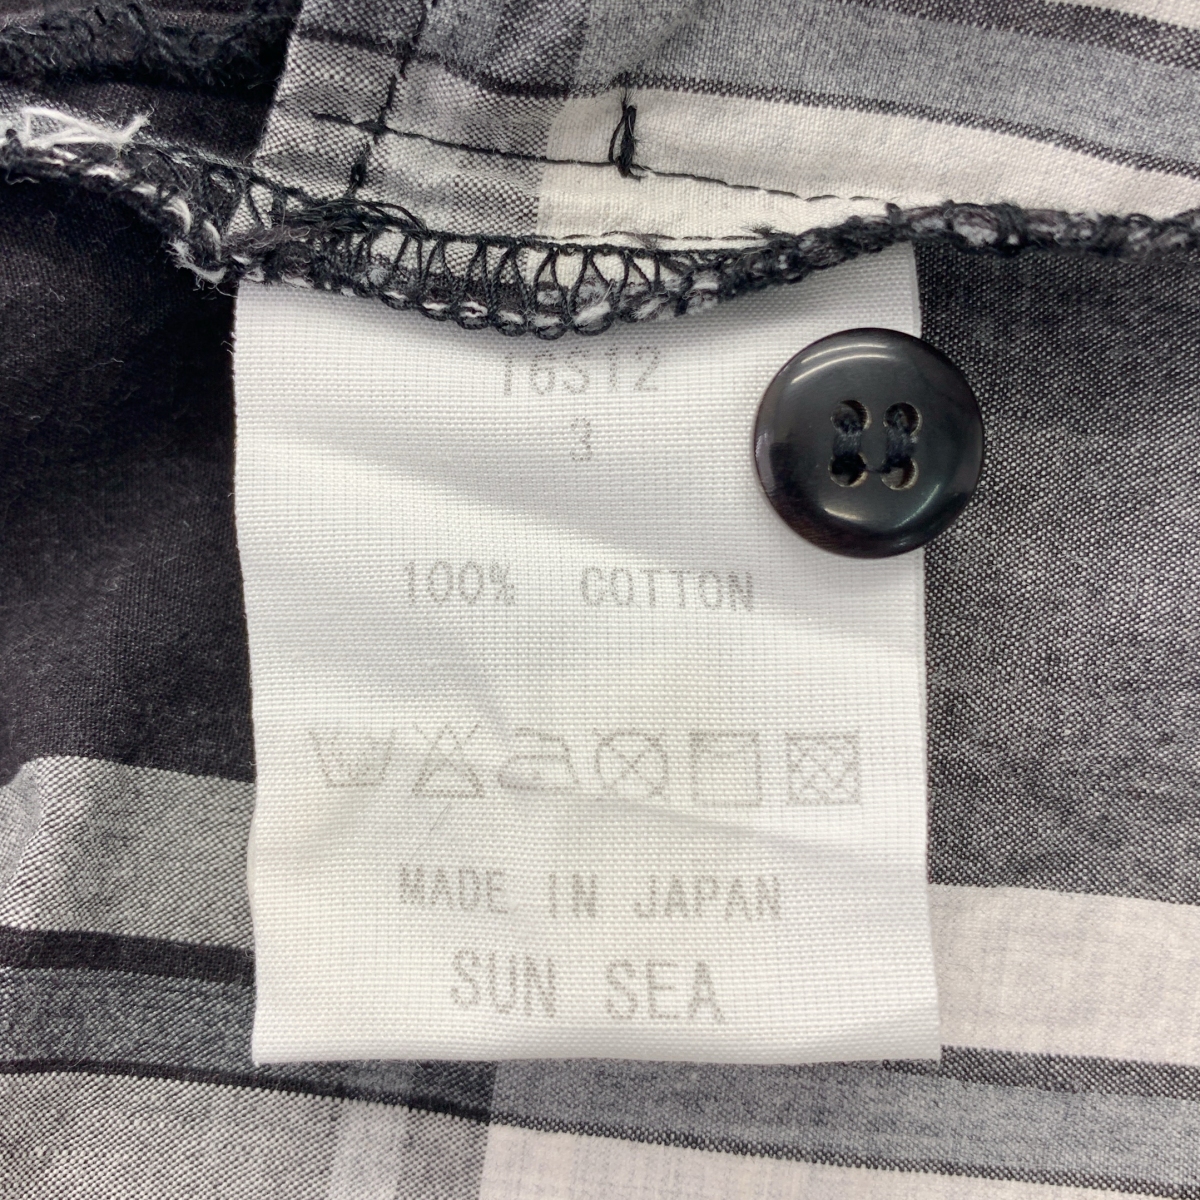 16S12
3
100% COTTON
MADE IN JAPAN
SUN SEA